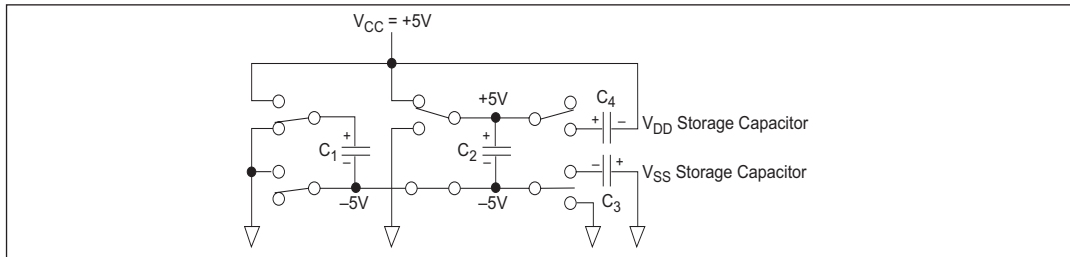 V_CC = +5V
+5V
C_4
+ – V_DD Storage Capacitor
+ +
C_1 C_2
– –
– + V_SS Storage Capacitor
–5V –5V C_3